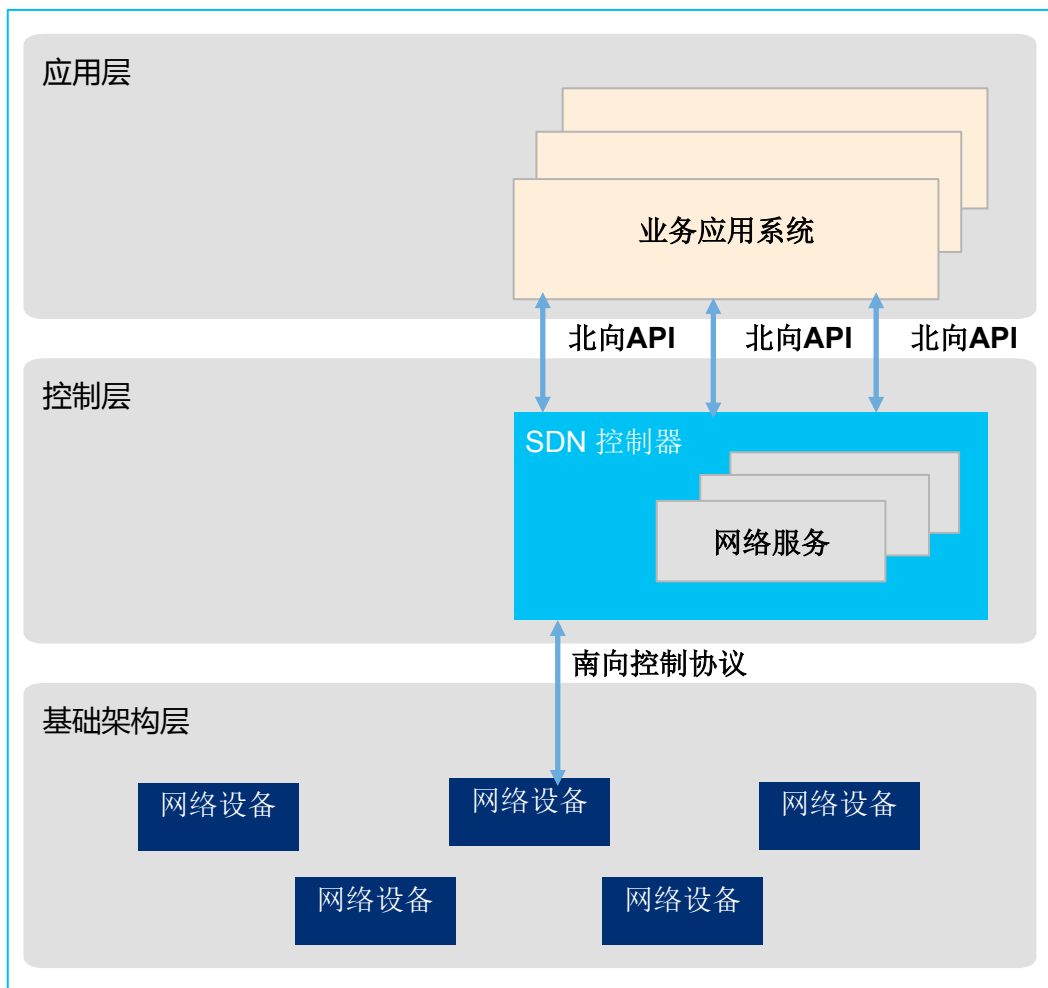 应用层
业务应用系统
北向API
北向API
北向API
控制层
SDN 控制器
网络服务
南向控制协议
基础架构层
网络设备
网络设备
网络设备
网络设备
网络设备